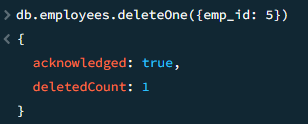 > db.employees.deleteOne({emp_id: 5})
< {
acknowledged: true,
deletedCount: 1
}